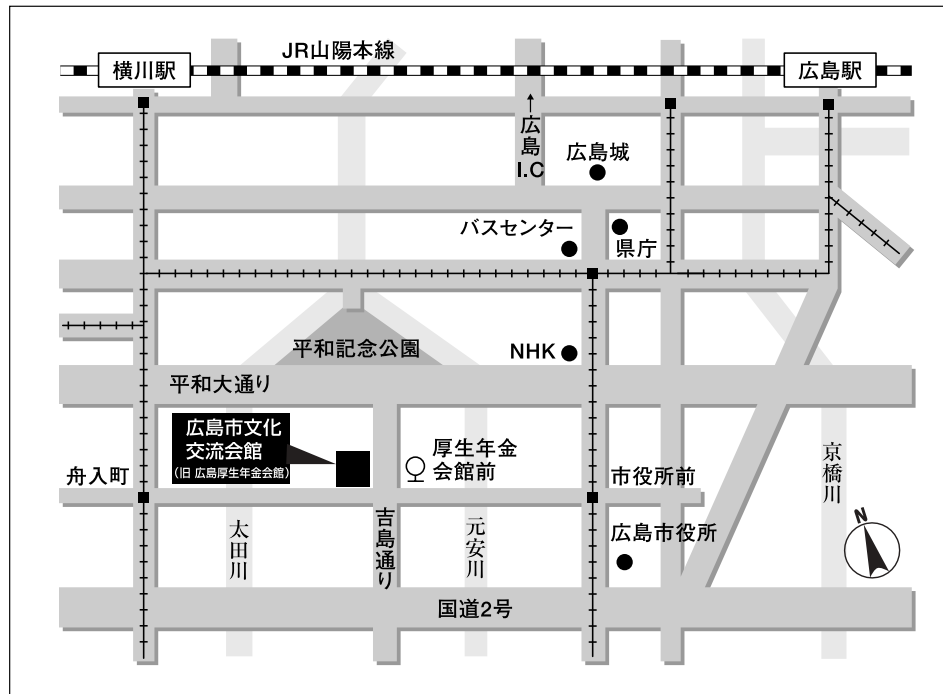 JR山陽本線
横川駅
広島駅
↑
広島
I.C
広島城
バスセンター
県庁
平和記念公園
NHK
平和大通り
広島市文化
交流会館
(旧 広島厚生年金会館)
厚生年金
会館前
舟入町
市役所前
京橋川
太田川
吉島通り
元安川
広島市役所
N
国道2号